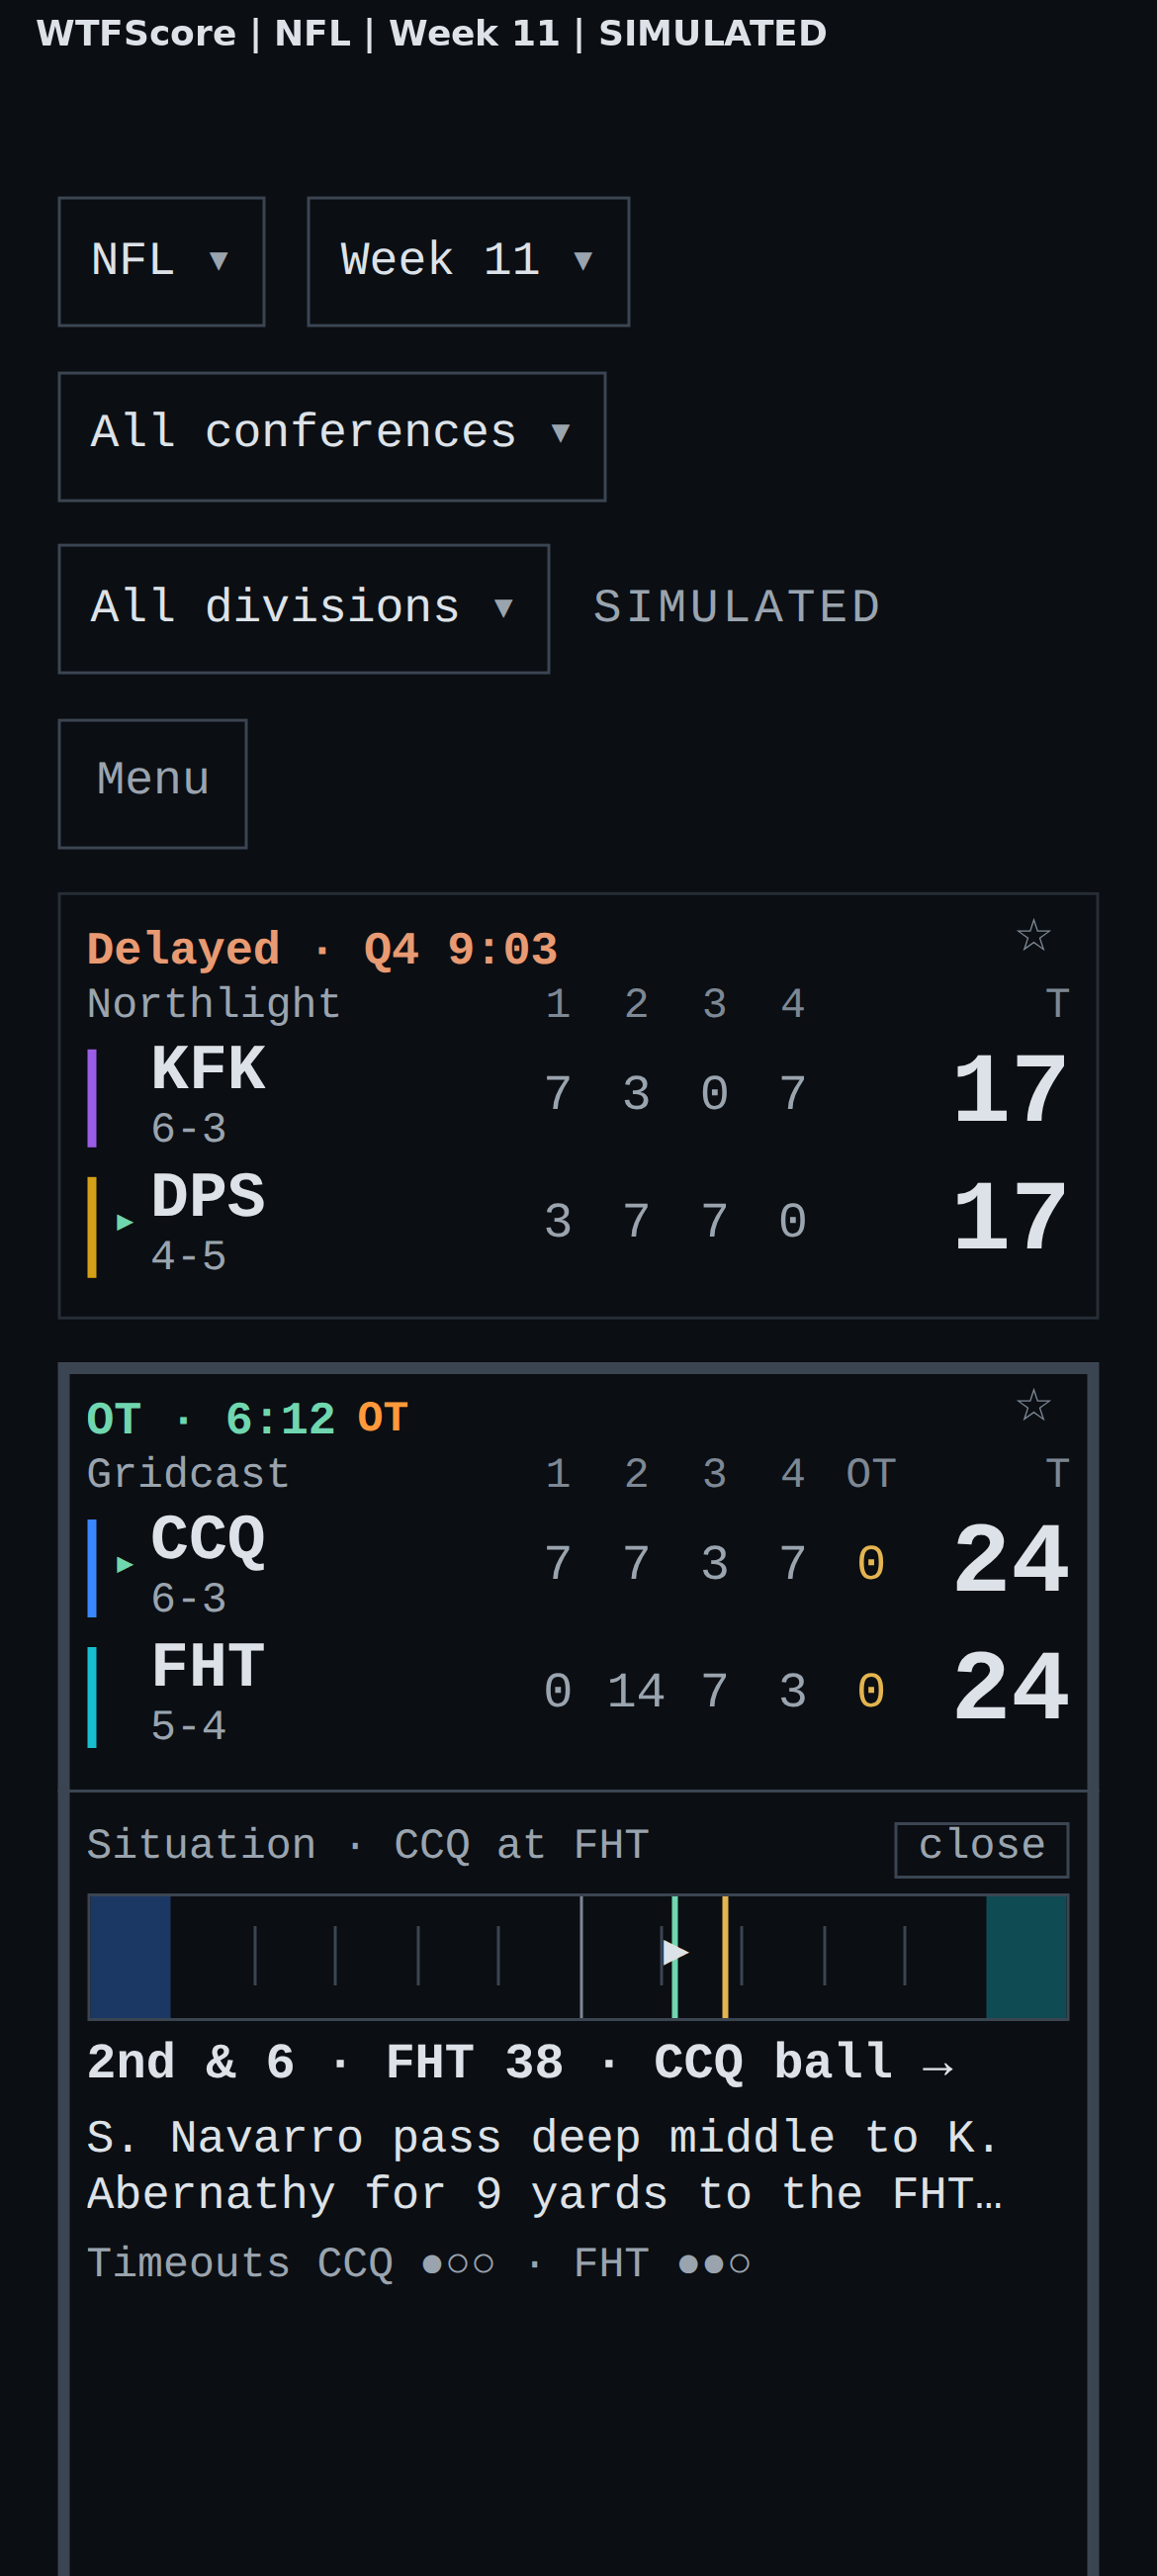 WTFScore | NFL | Week 11 | SIMULATED
NFL ▼ Week 11 ▼
All conferences ▼
All divisions ▼ SIMULATED
Menu
Delayed · Q4 9:03 ☆
Northlight 1 2 3 4 T
KFK 7 3 0 7 17
6-3
▶ DPS 3 7 7 0 17
4-5
OT · 6:12 OT ☆
Gridcast 1 2 3 4 OT T
▶ CCQ 7 7 3 7 0 24
6-3
FHT 0 14 7 3 0 24
5-4
Situation · CCQ at FHT close
2nd & 6 · FHT 38 · CCQ ball →
S. Navarro pass deep middle to K.
Abernathy for 9 yards to the FHT…
Timeouts CCQ ●○○ · FHT ●●○